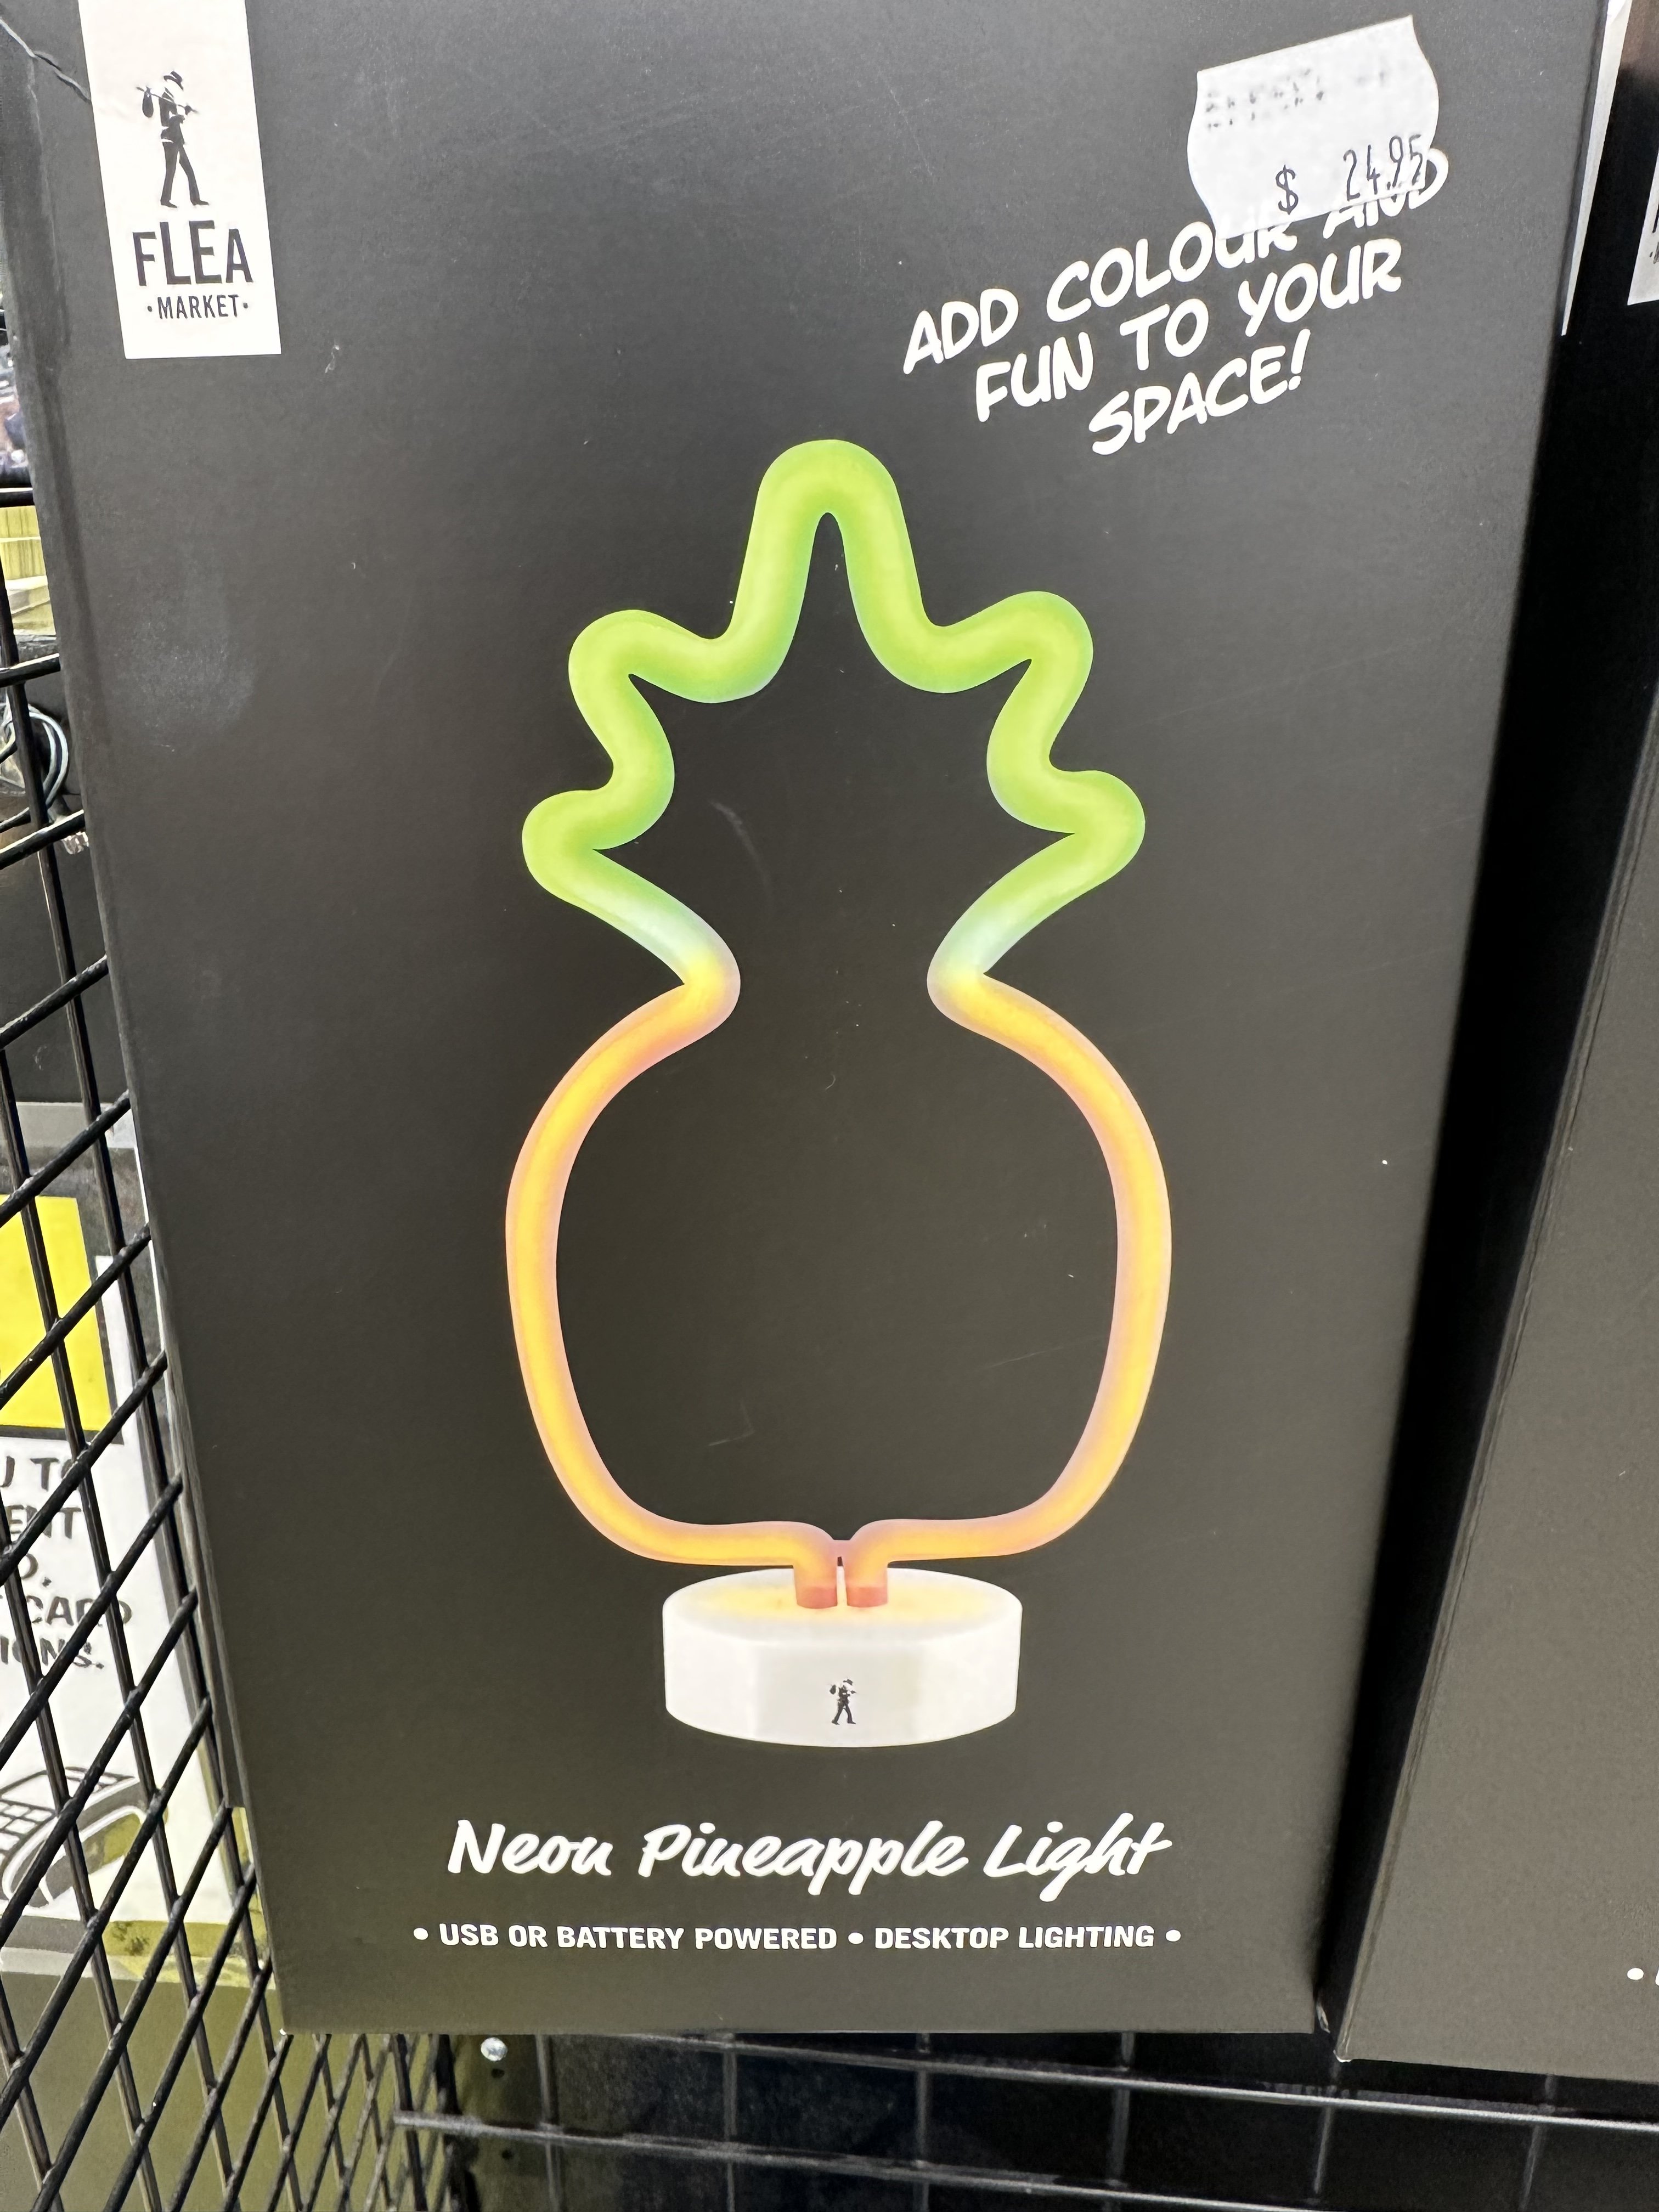 FLEA
·MARKET·
$ 24.95
ADD COLOUR AND
FUN TO YOUR
SPACE!
Neon Pineapple Light
• USB OR BATTERY POWERED • DESKTOP LIGHTING •